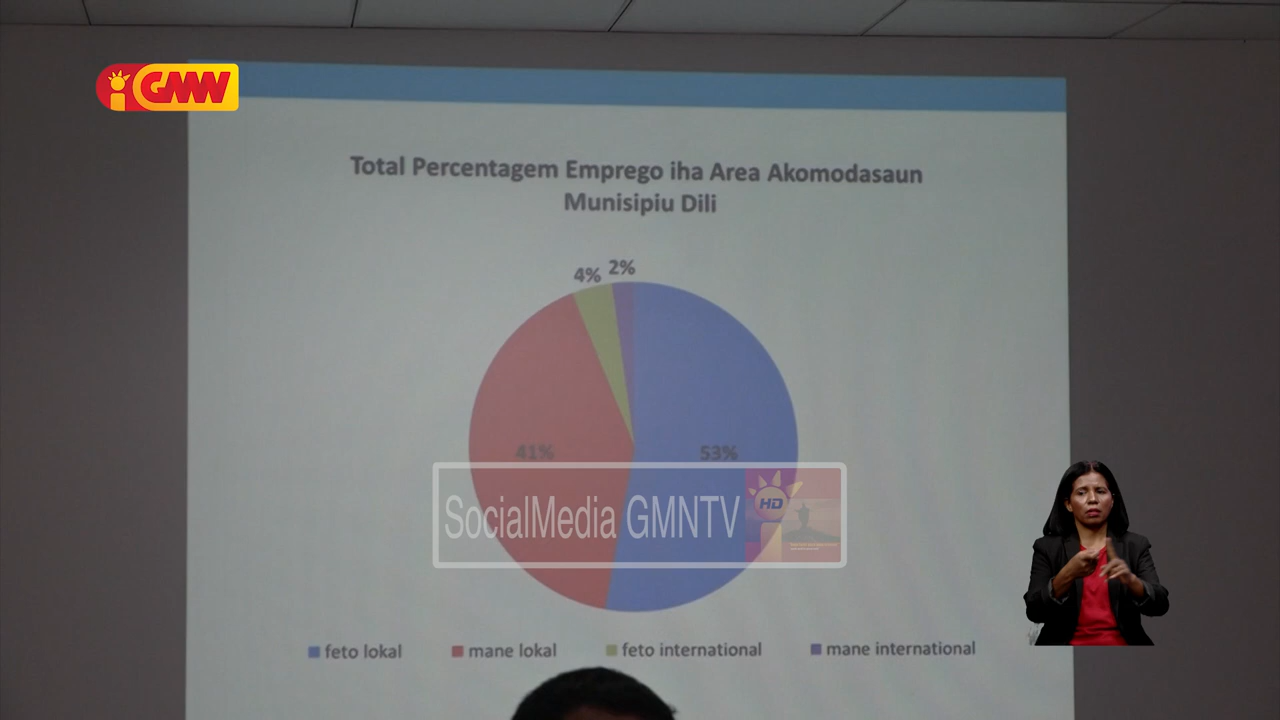 GMN
Total Percentagem Emprego iha Area Akomodasaun
Munisipiu Dili
4%
2%
41%
53%
SocialMedia GMNTV
HD
feto lokal
mane lokal
feto international
mane international